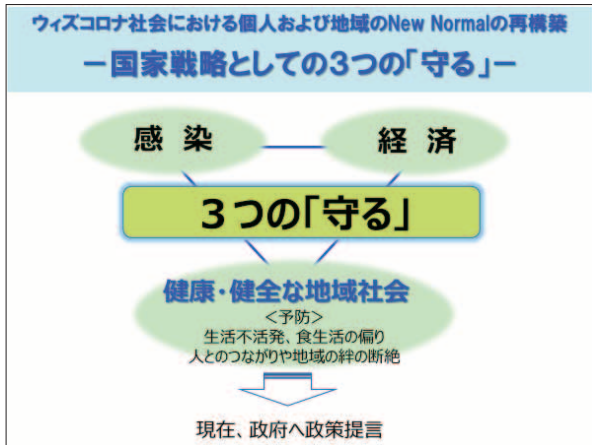 ウィズコロナ社会における個人および地域のNew Normalの再構築
－国家戦略としての３つの「守る」－
感 染
経 済
３つの「守る」
健康・健全な地域社会
＜予防＞
生活不活発、食生活の偏り
人とのつながりや地域の絆の断絶
現在、政府へ政策提言